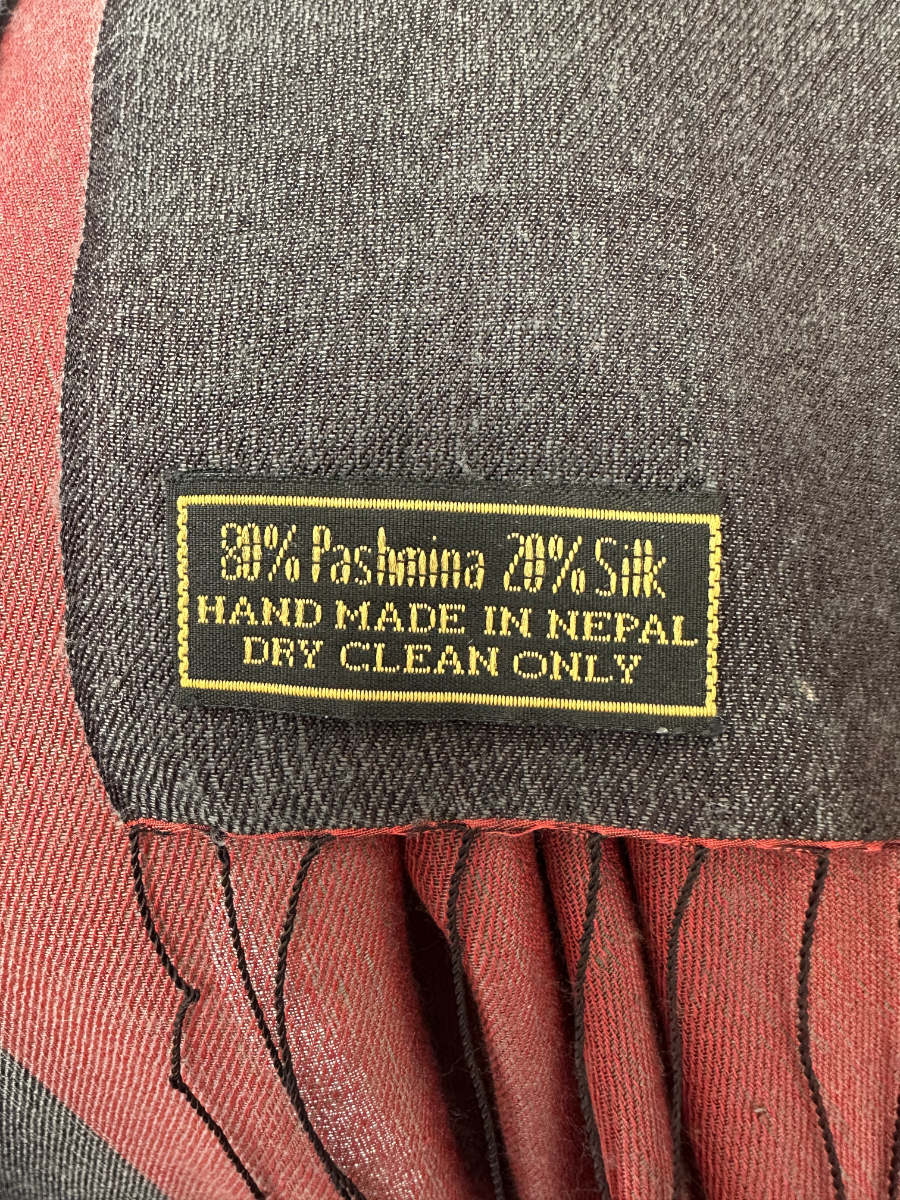 80% Pashmina 20% Silk
HAND MADE IN NEPAL
DRY CLEAN ONLY